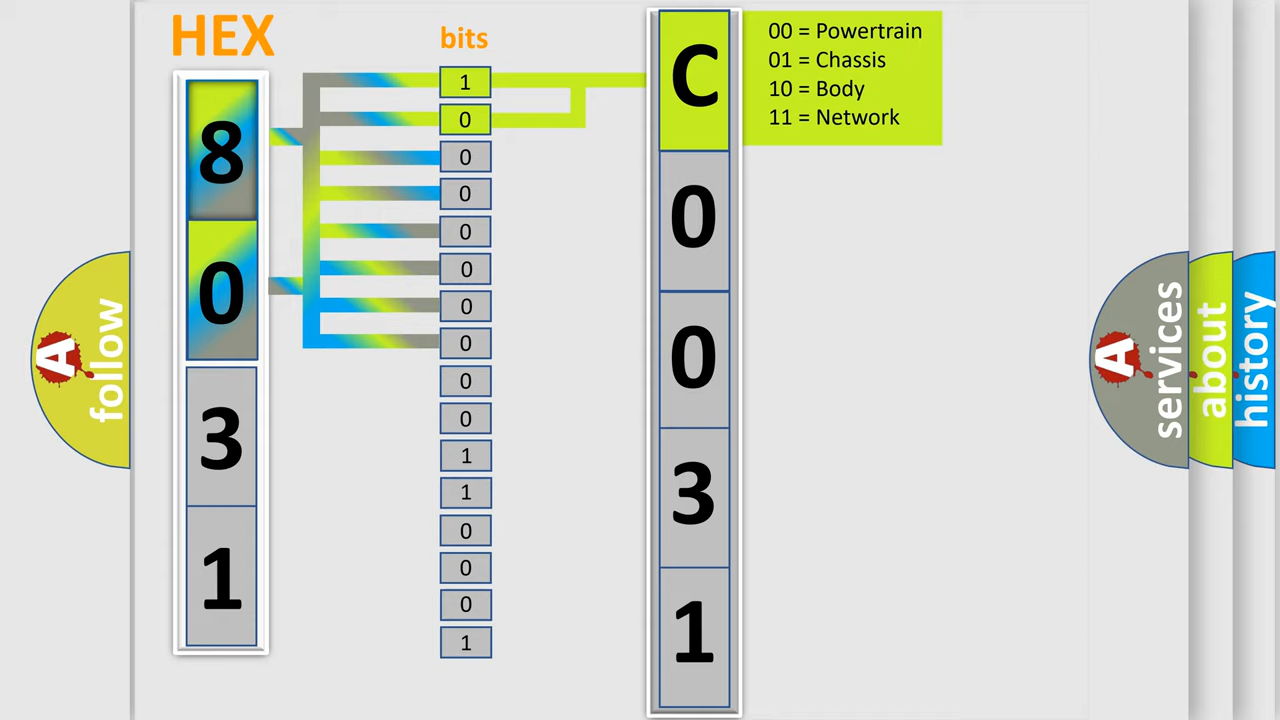 HEX
bits
8
0
3
1
1
0
0
0
0
0
0
0
0
0
1
1
0
0
0
1
C
0
0
3
1
00 = Powertrain
01 = Chassis
10 = Body
11 = Network
A
follow
A
services
about
history